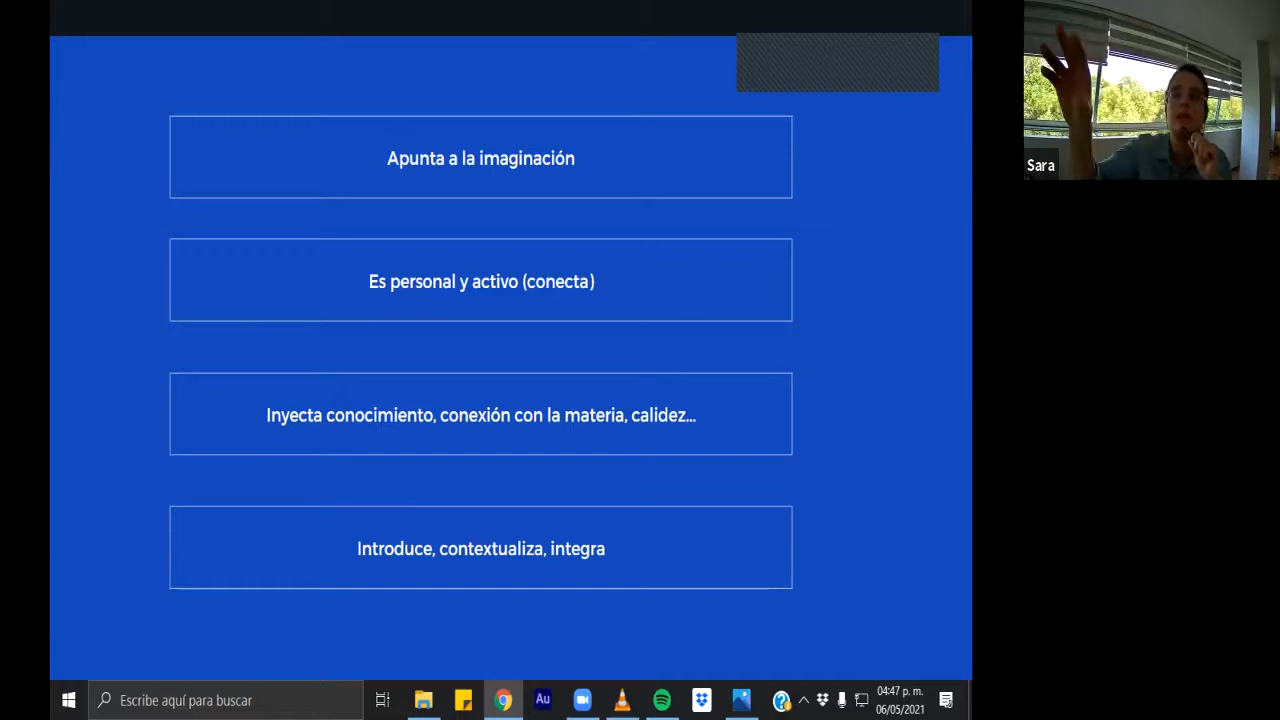 Apunta a la imaginación
Sara
Es personal y activo (conecta)
Inyecta conocimiento, conexión con la materia, calidez...
Introduce, contextualiza, integra
Escribe aquí para buscar
Au
04:47 p. m.
06/05/2021